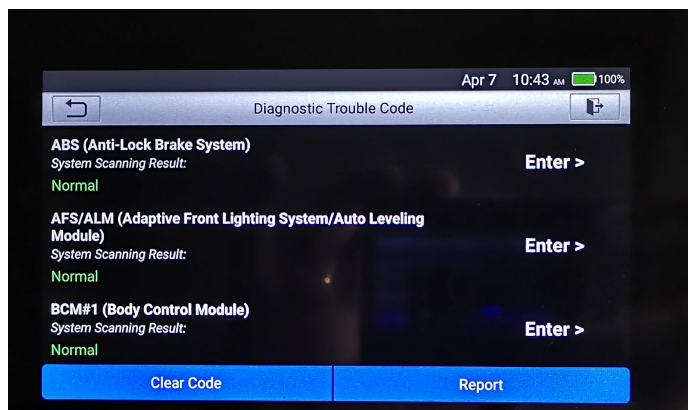 Apr 7 10:43 AM 100%
Diagnostic Trouble Code
ABS (Anti-Lock Brake System)
System Scanning Result:
Enter >
Normal
AFS/ALM (Adaptive Front Lighting System/Auto Leveling
Module)
System Scanning Result:
Enter >
Normal
BCM#1 (Body Control Module)
System Scanning Result:
Enter >
Normal
Clear Code
Report